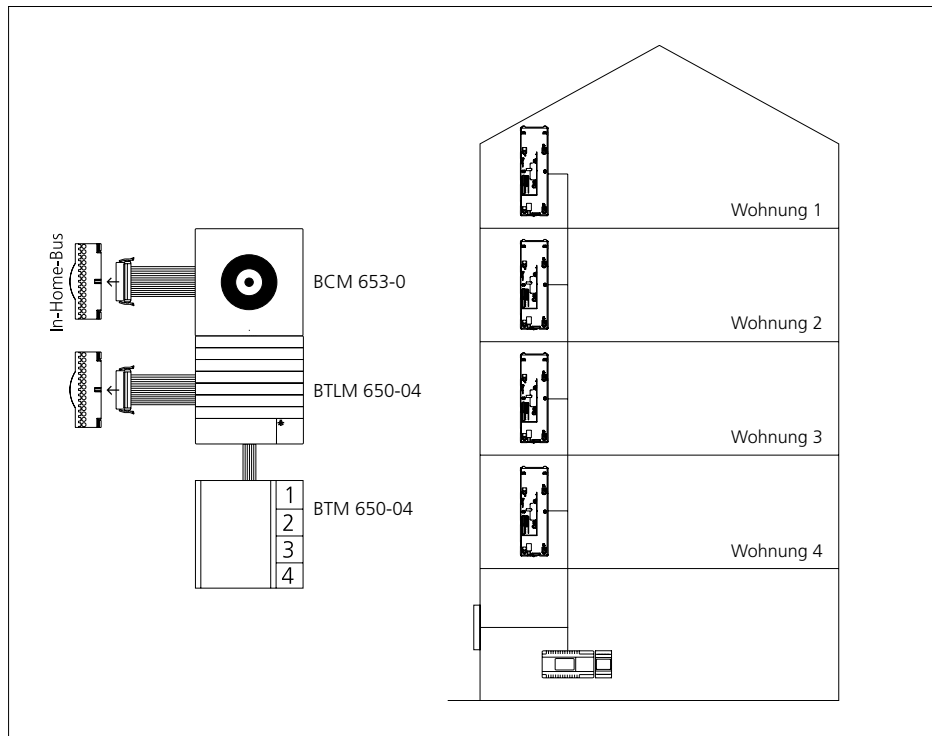 In-Home-Bus
BCM 653-0
BTLM 650-04
*
BTM 650-04
1
2
3
4
Wohnung 1
Wohnung 2
Wohnung 3
Wohnung 4